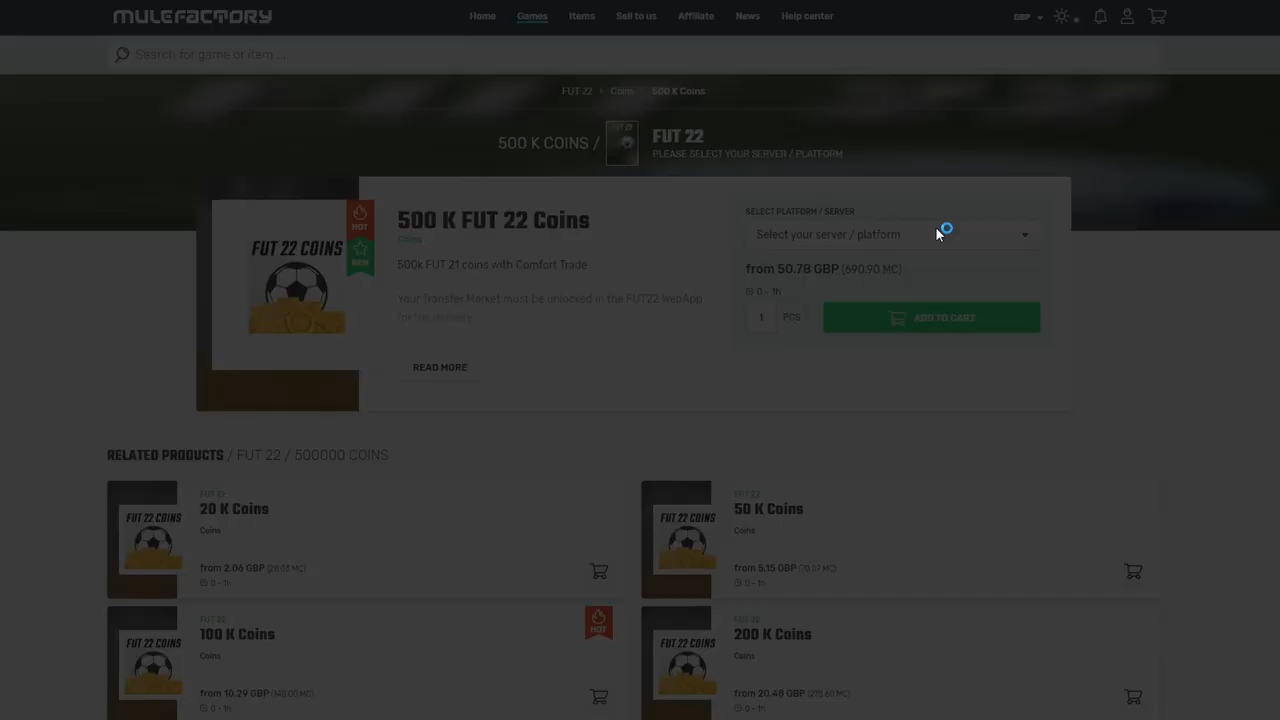 MULEFACTORY
Home Games Items Sell to us Affiliate News Help center
GBP
Search for game or item ...
FUT 22 Coins 500 K Coins
500 K COINS / FUT 22
PLEASE SELECT YOUR SERVER / PLATFORM
HOT
NEW
FUT 22 COINS
500 K FUT 22 Coins
Coins
500k FUT 21 coins with Comfort Trade
Your Transfer Market must be unlocked in the FUT22 WebApp
for the delivery.
READ MORE
SELECT PLATFORM / SERVER
Select your server / platform
from 50.78 GBP (690.90 MC)
0 - 1h
1 PCS ADD TO CART
RELATED PRODUCTS / FUT 22 / 500000 COINS
FUT 22 COINS
FUT 22
20 K Coins
Coins
from 2.06 GBP
0 - 1h
FUT 22 COINS
FUT 22
50 K Coins
Coins
from 5.15 GBP
0 - 1h
FUT 22 COINS
FUT 22
100 K Coins
Coins
from 10.29 GBP
0 - 1h
HOT
FUT 22 COINS
FUT 22
200 K Coins
Coins
from 20.48 GBP
0 - 1h